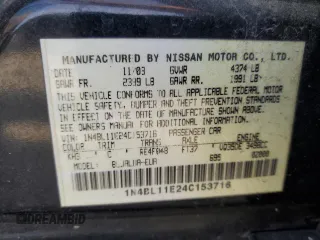 MANUFACTURED BY NISSAN MOTOR CO., LTD.
DATE 11/03 GVWR 4374 LB
GAWR FR. 2319 LB GAWR RR. 1991 LB
THIS VEHICLE CONFORMS TO ALL APPLICABLE FEDERAL MOTOR
VEHICLE SAFETY, BUMPER AND THEFT PREVENTION STANDARDS
IN EFFECT ON THE DATE OF MANUFACTURE SHOWN ABOVE.
SEE OWNERS MANUAL FOR ADDITIONAL INFORMATION
1N4BL11E24C153716 PASSENGER CAR
COLOR TRIM TRANS AXLE ENGINE
C RE4F04B VQ35DE 3498CC
1N4BL11E24C153716